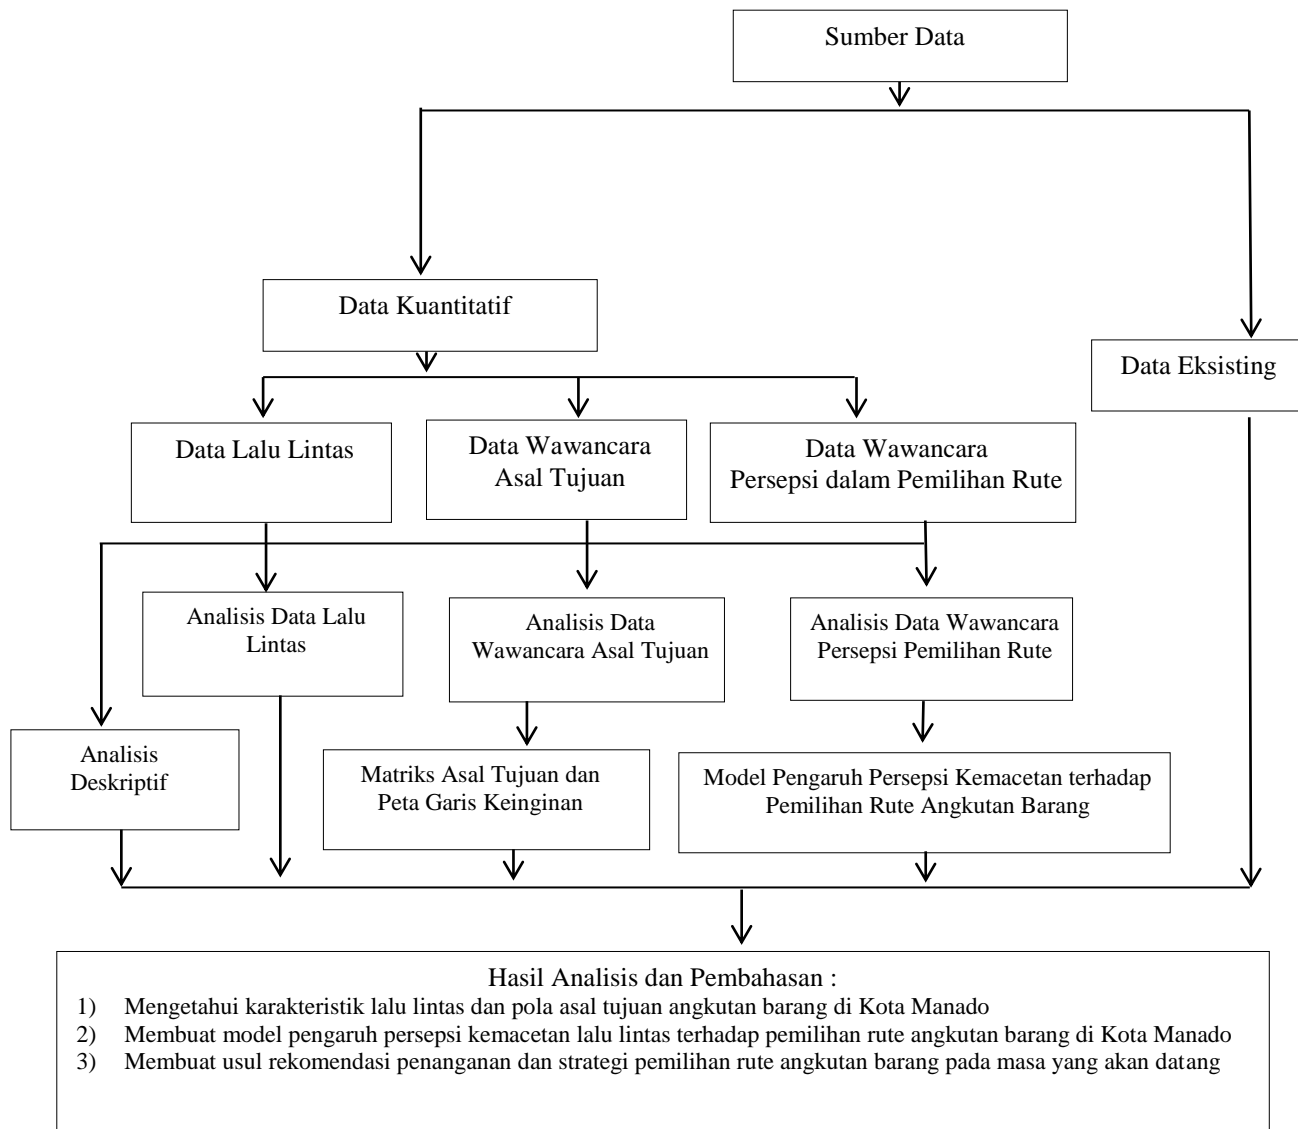 Sumber Data
Data Kuantitatif
Data Eksisting
Data Lalu Lintas
Data Wawancara
Asal Tujuan
Data Wawancara
Persepsi dalam Pemilihan Rute
Analisis Data Lalu
Lintas
Analisis Data
Wawancara Asal Tujuan
Analisis Data Wawancara
Persepsi Pemilihan Rute
Analisis
Deskriptif
Matriks Asal Tujuan dan
Peta Garis Keinginan
Model Pengaruh Persepsi Kemacetan terhadap
Pemilihan Rute Angkutan Barang
Hasil Analisis dan Pembahasan :
1) Mengetahui karakteristik lalu lintas dan pola asal tujuan angkutan barang di Kota Manado
2) Membuat model pengaruh persepsi kemacetan lalu lintas terhadap pemilihan rute angkutan barang di Kota Manado
3) Membuat usul rekomendasi penanganan dan strategi pemilihan rute angkutan barang pada masa yang akan datang